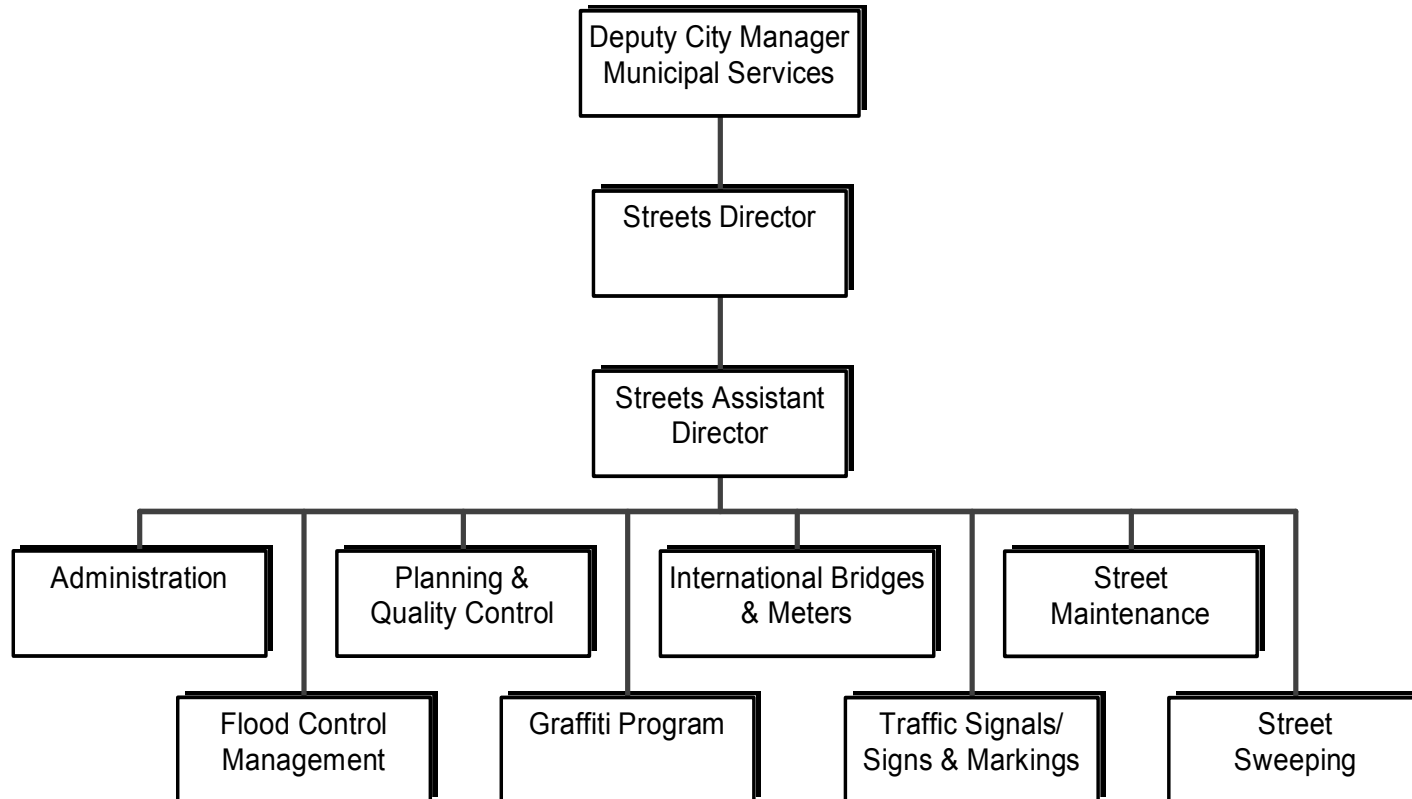 Deputy City Manager
Municipal Services
Streets Director
Streets Assistant
Director
Administration
Planning &
Quality Control
International Bridges
& Meters
Street
Maintenance
Flood Control
Management
Graffiti Program
Traffic Signals/
Signs & Markings
Street
Sweeping